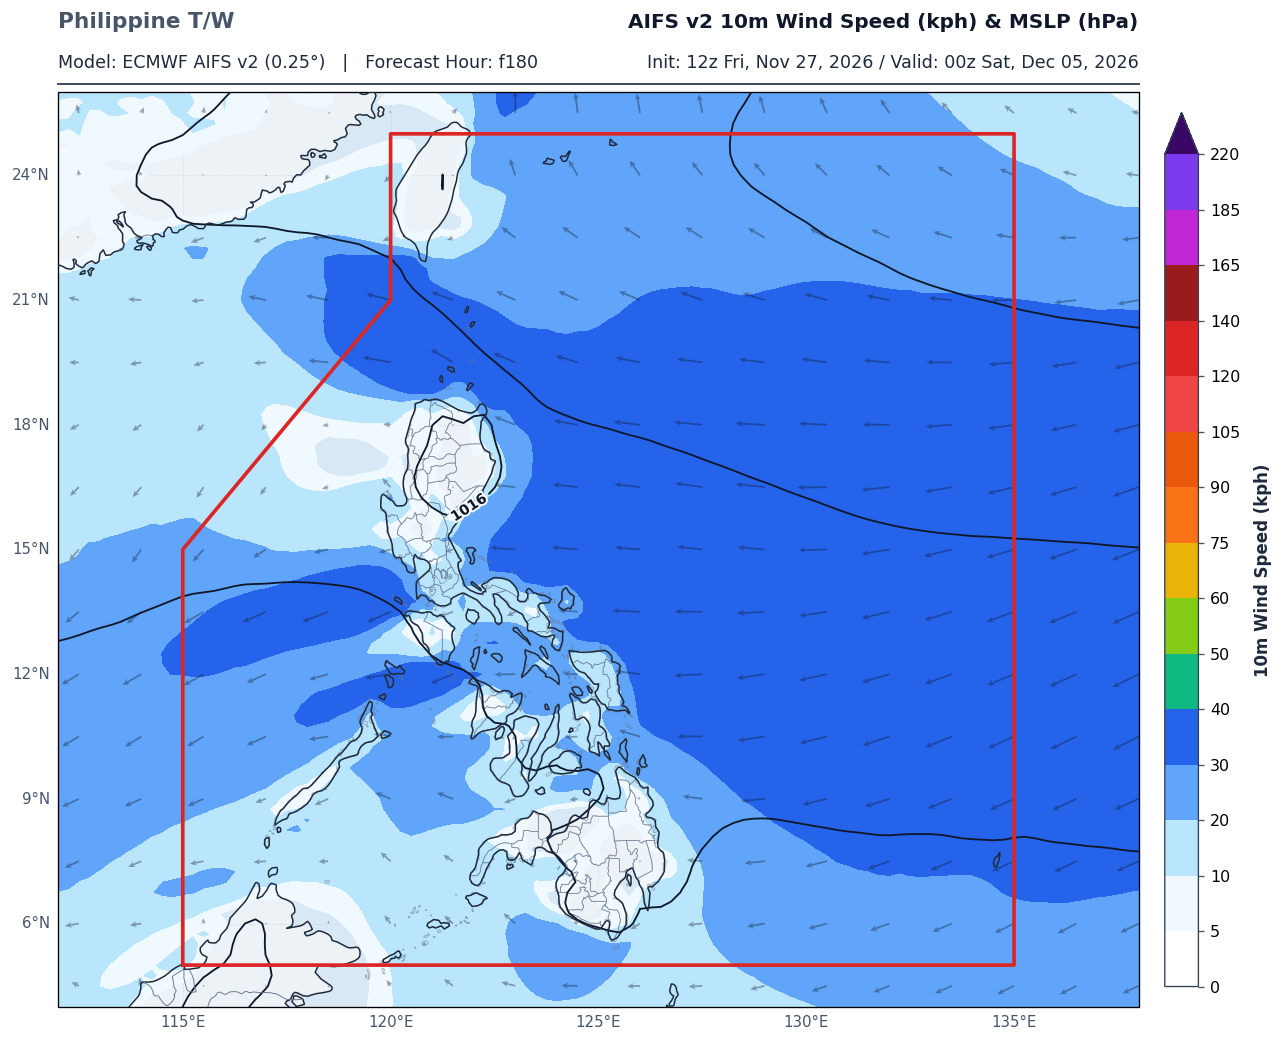 Philippine T/W
AIFS v2 10m Wind Speed (kph) & MSLP (hPa)
Model: ECMWF AIFS v2 (0.25°) | Forecast Hour: f180
Init: 12z Fri, Nov 27, 2026 / Valid: 00z Sat, Dec 05, 2026
24°N
21°N
18°N
15°N
12°N
9°N
6°N
1016
115°E
120°E
125°E
130°E
135°E
220
185
165
140
120
105
90
75
60
50
40
30
20
10
5
0
10m Wind Speed (kph)